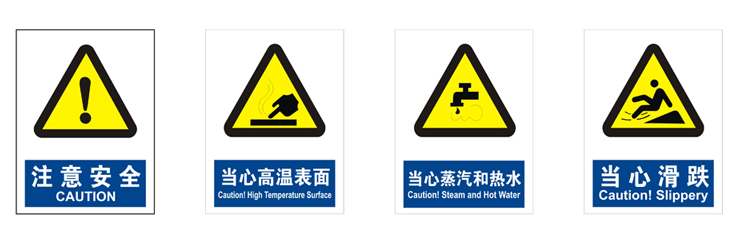 注意安全
CAUTION
当心高温表面
Caution! High Temperature Surface
当心蒸汽和热水
Caution! Steam and Hot Water
当心滑跌
Caution! Slippery